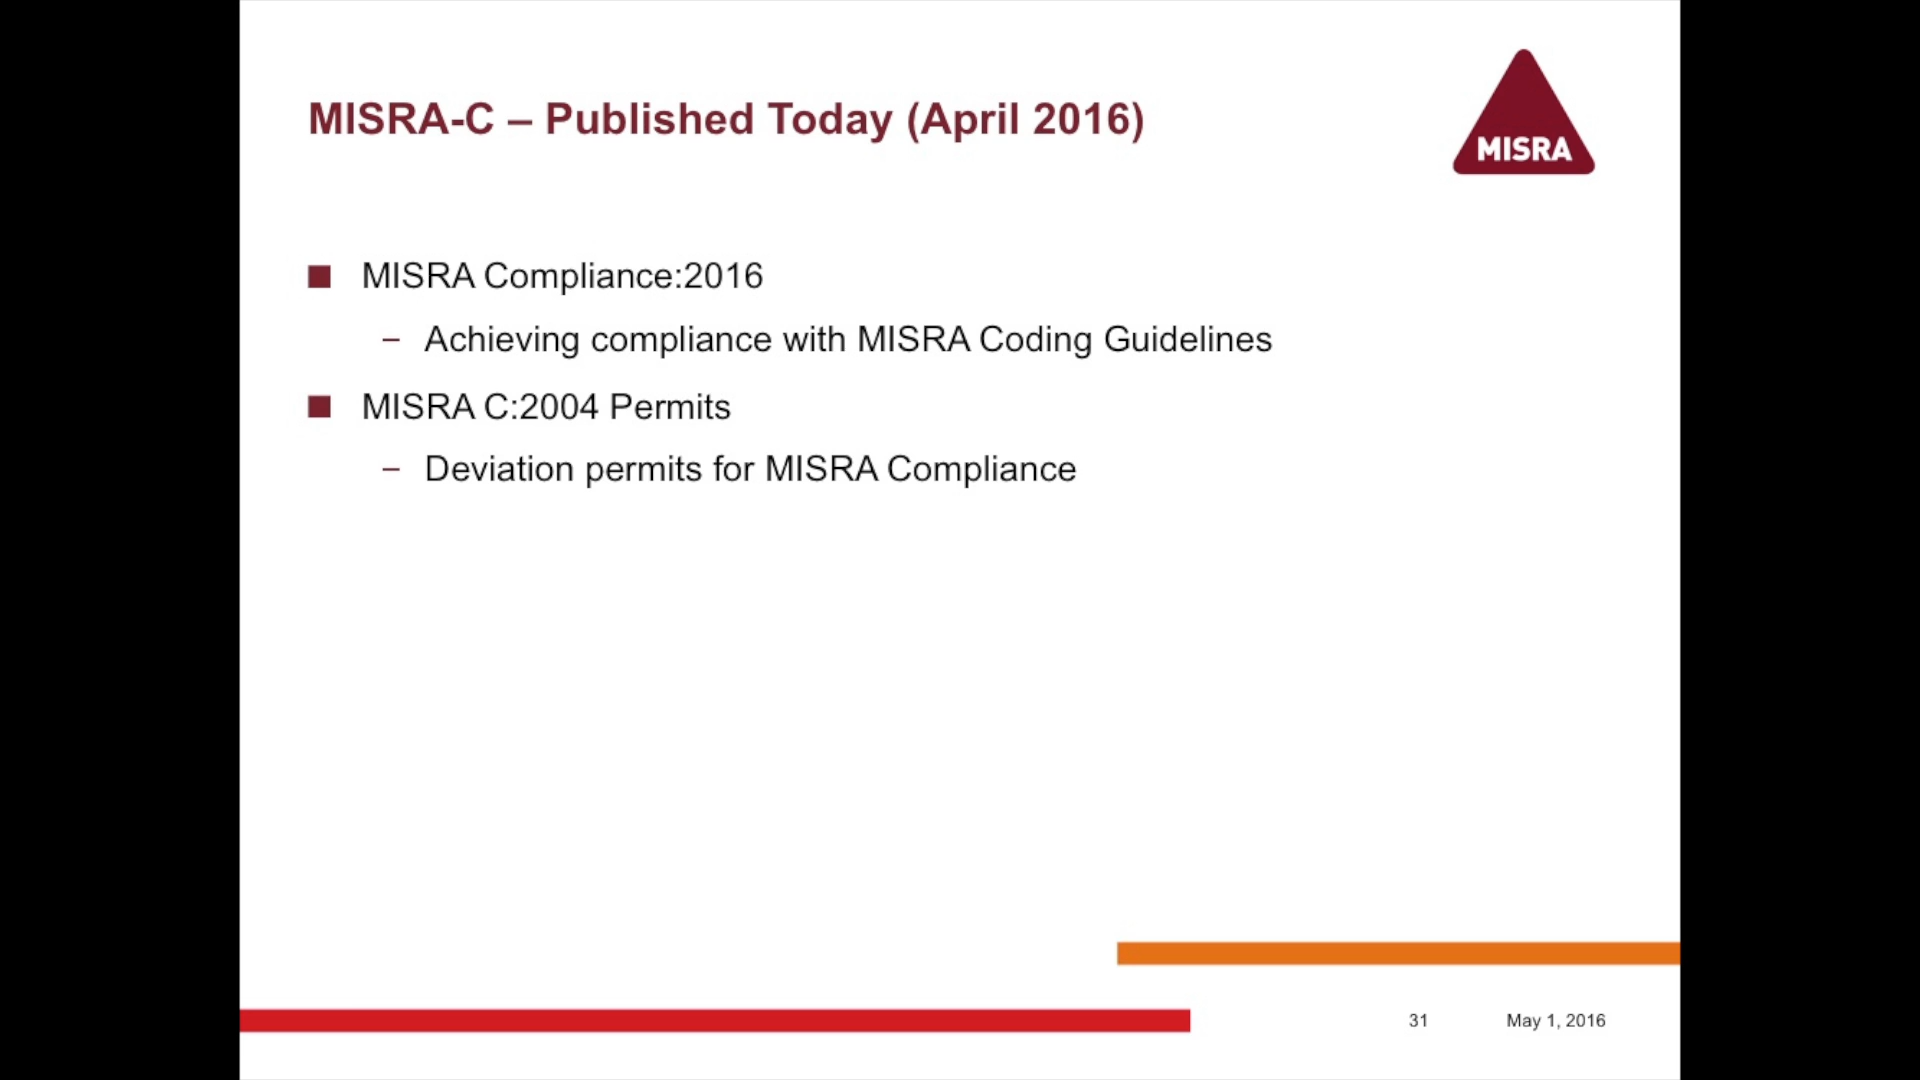 MISRA-C – Published Today (April 2016)
MISRA
■ MISRA Compliance:2016
– Achieving compliance with MISRA Coding Guidelines
■ MISRA C:2004 Permits
– Deviation permits for MISRA Compliance
31 May 1, 2016